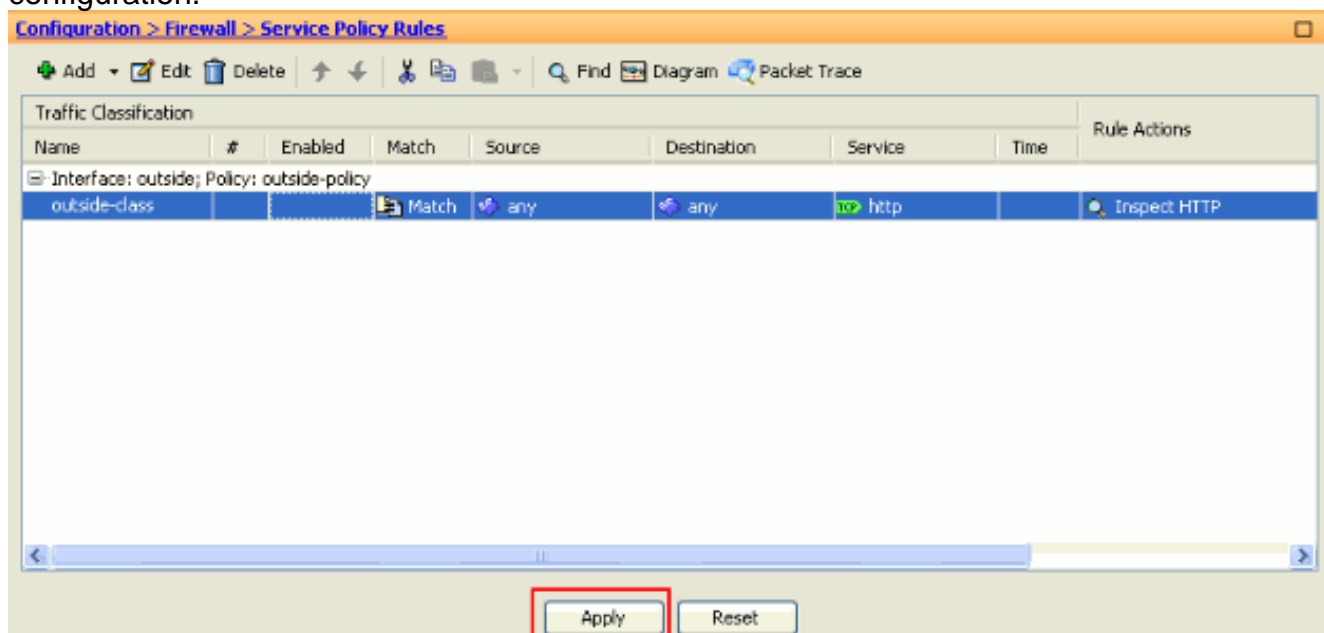 configuration.
Configuration > Firewall > Service Policy Rules
Add Edit Delete Find Diagram Packet Trace
Traffic Classification
Rule Actions
Name # Enabled Match Source Destination Service Time
Interface: outside; Policy: outside-policy
outside-class Match any any TCP http Inspect HTTP
Apply Reset